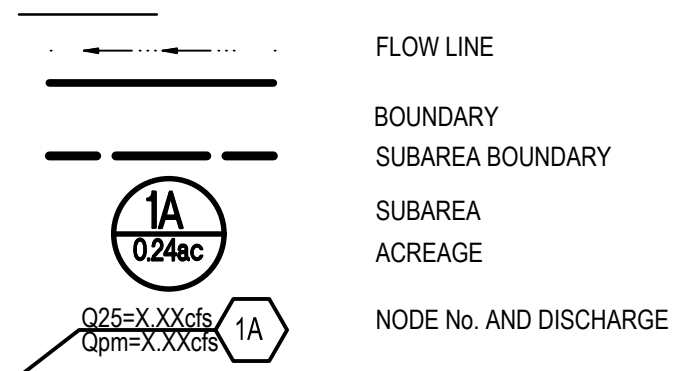 FLOW LINE
BOUNDARY
SUBAREA BOUNDARY
1A
SUBAREA
0.24ac
ACREAGE
Q25=X.XXcfs
Qpm=X.XXcfs
1A
NODE No. AND DISCHARGE